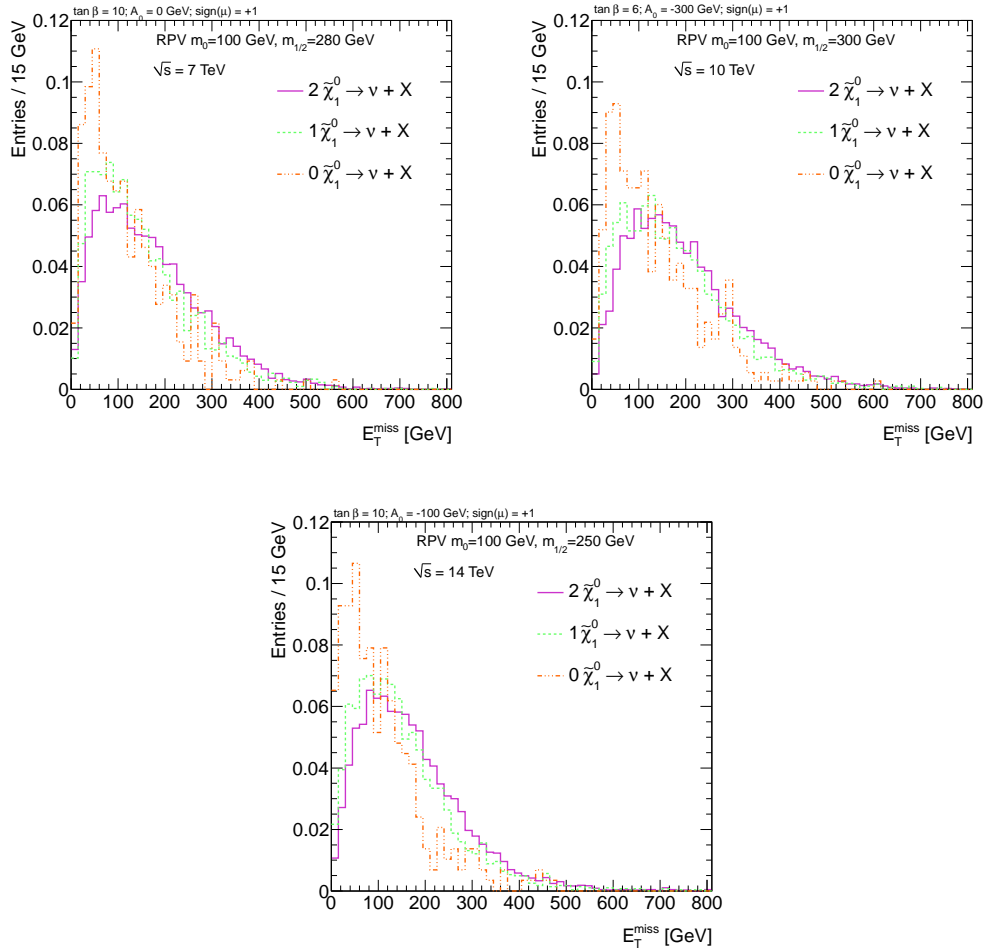 tan β = 10; A₀ = 0 GeV; sign(μ) = +1
Entries / 15 GeV
RPV m₀=100 GeV, m₁/₂=280 GeV
√s = 7 TeV
2 χ̃₁⁰ → ν + X
1 χ̃₁⁰ → ν + X
0 χ̃₁⁰ → ν + X
0.12
0.1
0.08
0.06
0.04
0.02
0
0 100 200 300 400 500 600 700 800
E_T^miss [GeV]
tan β = 6; A₀ = -300 GeV; sign(μ) = +1
Entries / 15 GeV
RPV m₀=100 GeV, m₁/₂=300 GeV
√s = 10 TeV
2 χ̃₁⁰ → ν + X
1 χ̃₁⁰ → ν + X
0 χ̃₁⁰ → ν + X
0.12
0.1
0.08
0.06
0.04
0.02
0
0 100 200 300 400 500 600 700 800
E_T^miss [GeV]
tan β = 10; A₀ = -100 GeV; sign(μ) = +1
Entries / 15 GeV
RPV m₀=100 GeV, m₁/₂=250 GeV
√s = 14 TeV
2 χ̃₁⁰ → ν + X
1 χ̃₁⁰ → ν + X
0 χ̃₁⁰ → ν + X
0.12
0.1
0.08
0.06
0.04
0.02
0
0 100 200 300 400 500 600 700 800
E_T^miss [GeV]